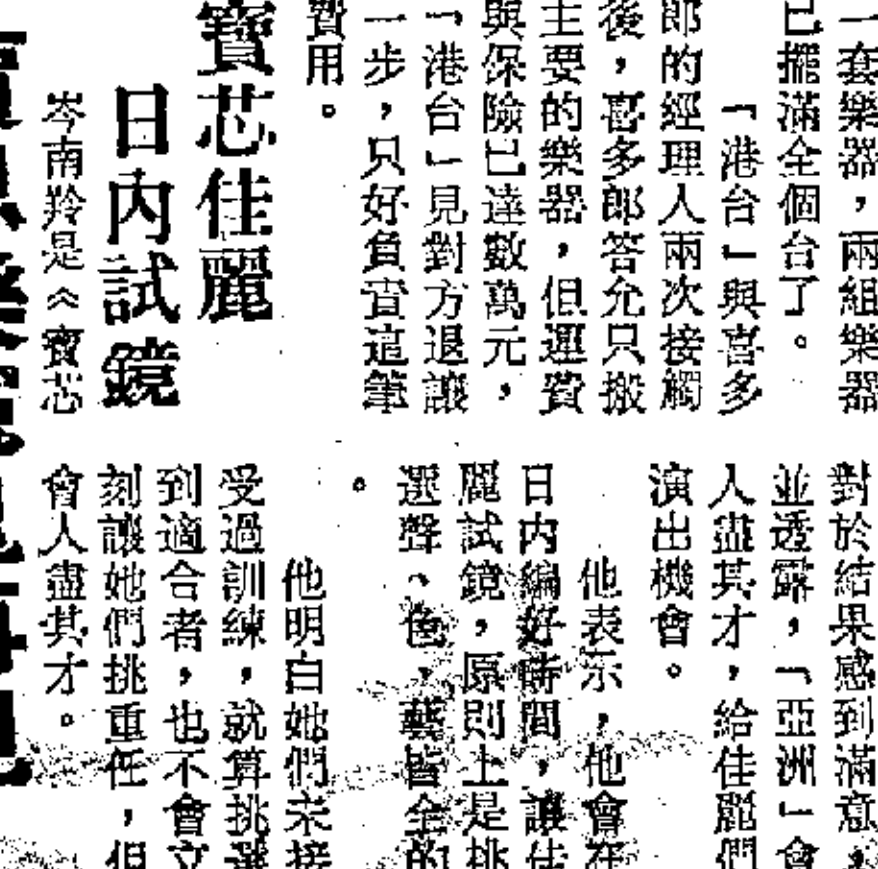 一套樂器，兩組樂器
已擺滿全個台了。
「港台」與喜多
郎的經理人兩次接觸
後，喜多郎答允只搬
主要的樂器，但運費
與保險已達數萬元，
「港台」見對方退讓
一步，只好負責這筆
費用。
寶芯佳麗
日內試鏡
岑南羚是《寶芯
對於結果感到滿意，
並透露，「亞洲」會
人盡其才，給佳麗們
演出機會。
他表示，他會在
日内編好時間，讓佳
麗試鏡，原則上是挑
選聲、色、藝皆全的
。
他明白她們未接
受過訓練，就算挑選
到適合者，也不會立
刻讓她們挑重任，但
會人盡其才。